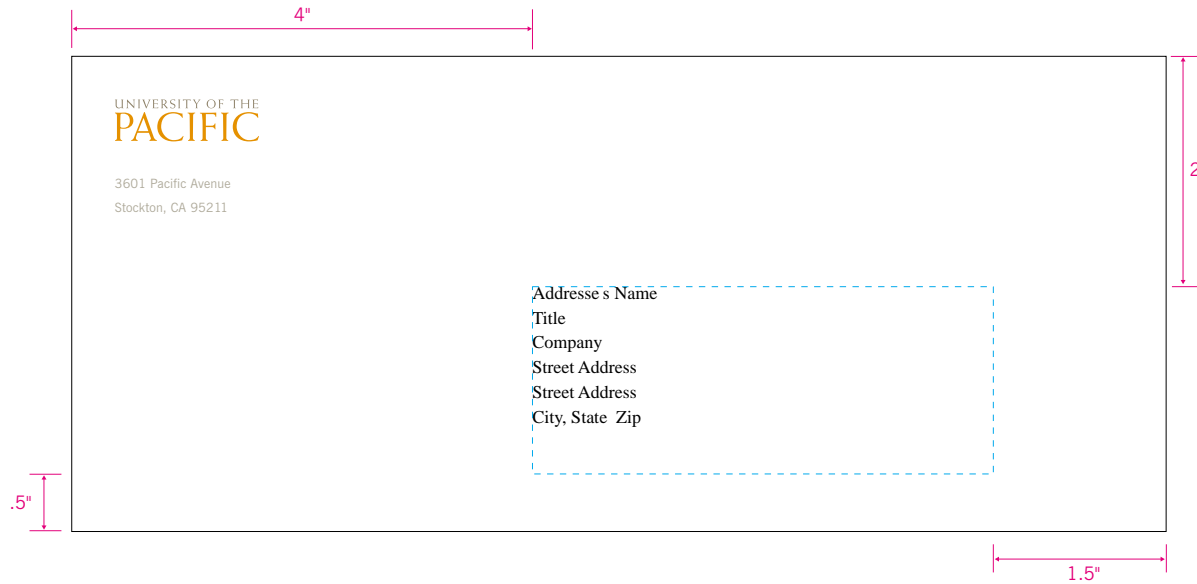 4"
UNIVERSITY OF THE
PACIFIC
3601 Pacific Avenue
Stockton, CA 95211
2
Addresse s Name
Title
Company
Street Address
Street Address
City, State  Zip
.5"
1.5"